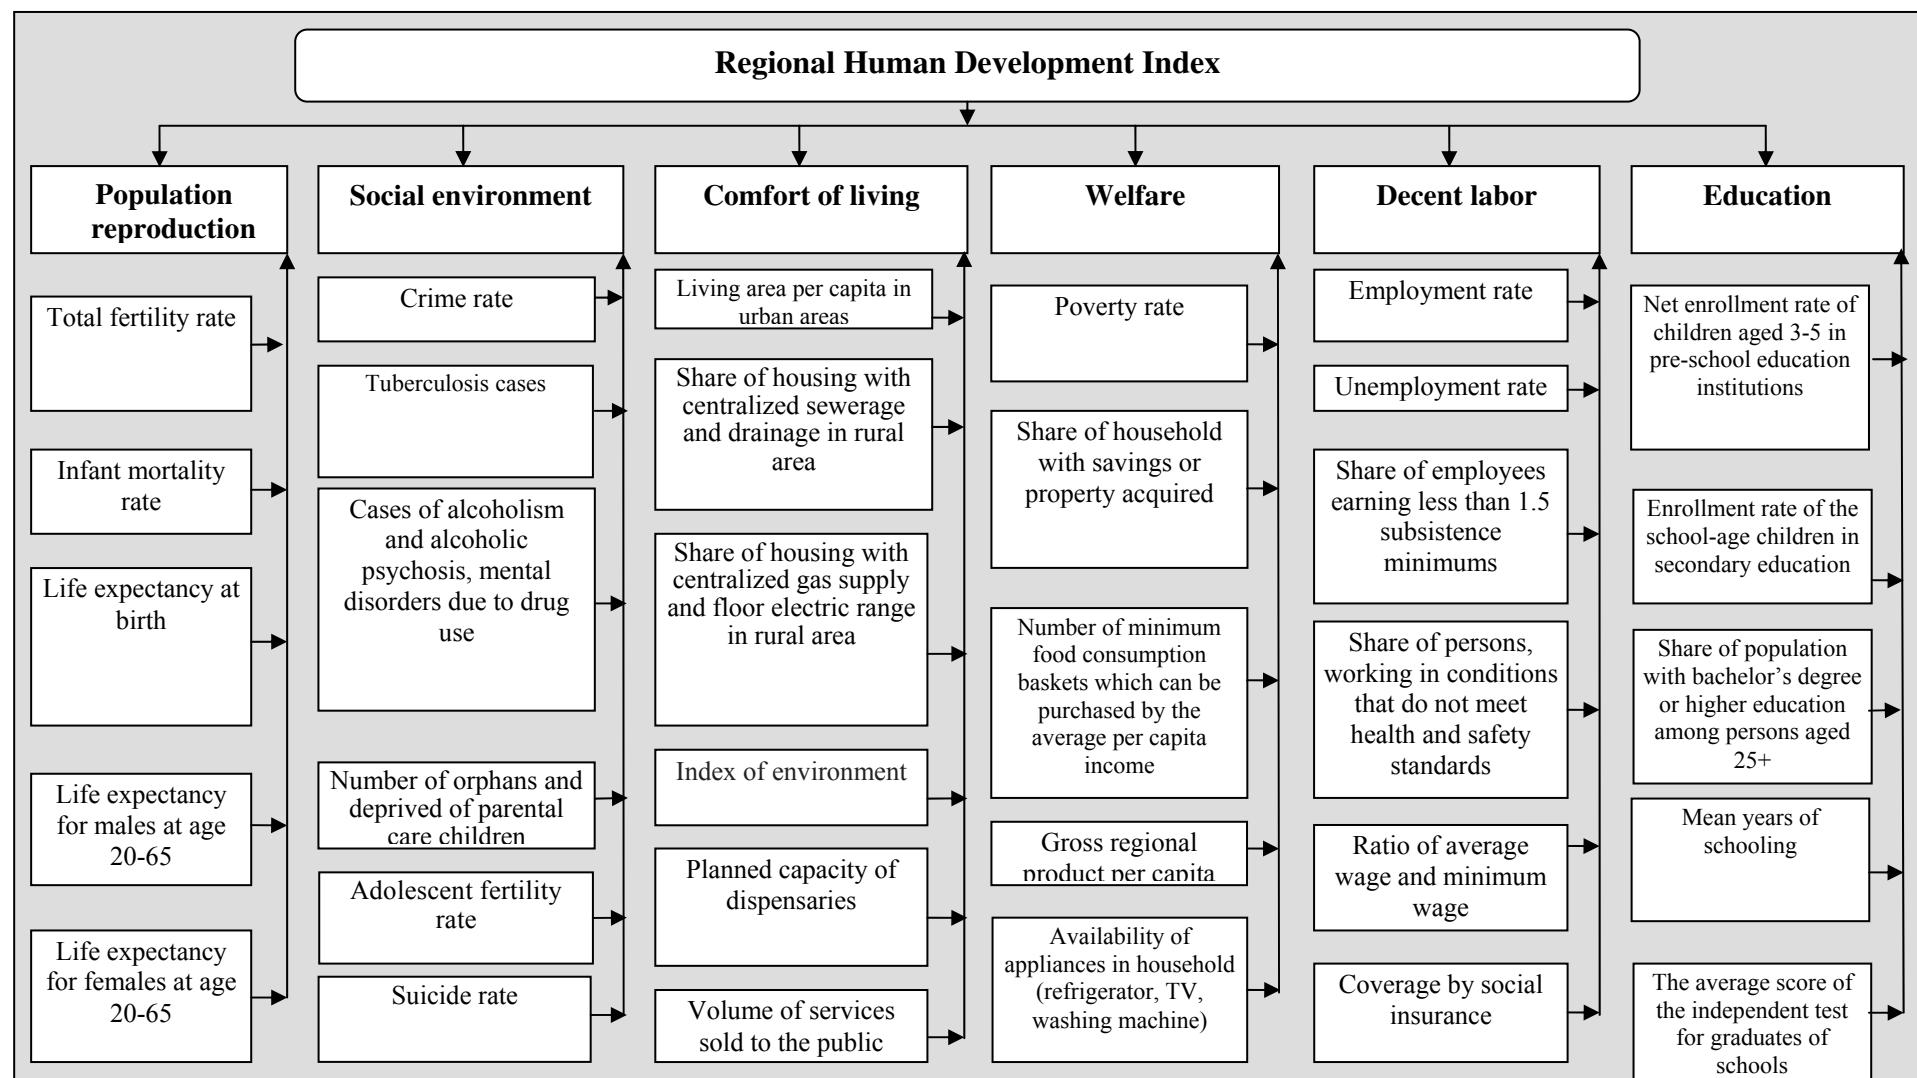 Regional Human Development Index
Population
reproduction
Total fertility rate
Infant mortality
rate
Life expectancy at
birth
Life expectancy
for males at age
20-65
Life expectancy
for females at age
20-65
Social environment
Crime rate
Tuberculosis cases
Cases of alcoholism
and alcoholic
psychosis, mental
disorders due to drug
use
Number of orphans and
deprived of parental
care children
Adolescent fertility
rate
Suicide rate
Comfort of living
Living area per capita in
urban areas
Share of housing with
centralized sewerage
and drainage in rural
area
Share of housing with
centralized gas supply
and floor electric range
in rural area
Index of environment
Planned capacity of
dispensaries
Volume of services
sold to the public
Welfare
Poverty rate
Share of household
with savings or
property acquired
Number of minimum
food consumption
baskets which can be
purchased by the
average per capita
income
Gross regional
product per capita
Availability of
appliances in household
(refrigerator, TV,
washing machine)
Decent labor
Employment rate
Unemployment rate
Share of employees
earning less than 1.5
subsistence
minimums
Share of persons,
working in conditions
that do not meet
health and safety
standards
Ratio of average
wage and minimum
wage
Coverage by social
insurance
Education
Net enrollment rate of
children aged 3-5 in
pre-school education
institutions
Enrollment rate of the
school-age children in
secondary education
Share of population
with bachelor’s degree
or higher education
among persons aged
25+
Mean years of
schooling
The average score of
the independent test
for graduates of
schools